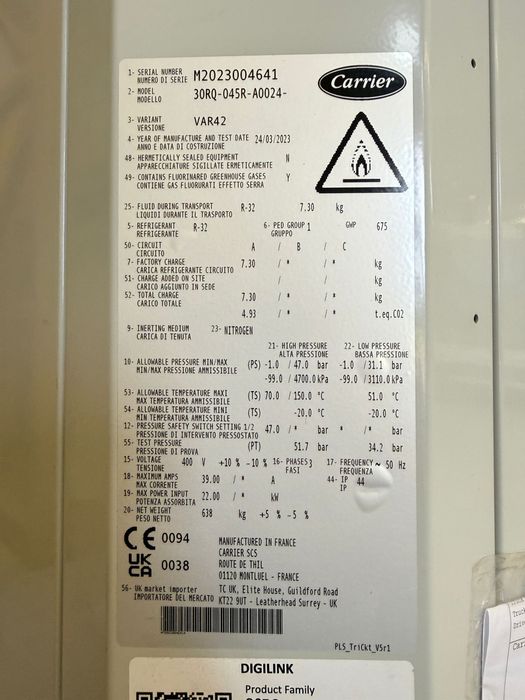 1- SERIAL NUMBER M2023004641
NUMERO DI SERIE
Carrier
2- MODEL 30RQ-045R-A0024-
MODELLO
3- VARIANT VAR42
VERSIONE
4- YEAR OF MANUFACTURE AND TEST DATE 24/03/2023
ANNO E DATA DI COSTRUZIONE
48- HERMETICALLY SEALED EQUIPMENT N
APPARECCHIATURE SIGILLATE ERMETICAMENTE
49- CONTAINS FLUORINARED GREENHOUSE GASES Y
CONTIENE GAS FLUORURATI EFFETTO SERRA
25- FLUID DURING TRANSPORT R-32 7.30 kg
LIQUIDI DURANTE IL TRASPORTO
5- REFRIGERANT R-32 6- PED GROUP 1 GWP 675
REFRIGERANTE GRUPPO
50- CIRCUIT A / B / C
CIRCUITO
7- FACTORY CHARGE 7.30 / * / * kg
CARICA REFRIGERANTE CIRCUITO
51- CHARGE ADDED ON SITE / / kg
CARICO AGGIUNTO IN SEDE
52- TOTAL CHARGE 7.30 / * / * kg
CARICO TOTALE
4.93 / * / * t.eq.CO2
9- INERTING MEDIUM 23- NITROGEN
CARICA DI TENUTA
21- HIGH PRESSURE 22- LOW PRESSURE
ALTA PRESSIONE BASSA PRESSIONE
10- ALLOWABLE PRESSURE MIN/MAX (PS) -1.0 / 47.0 bar -1.0 / 31.1 bar
MIN/MAX PRESSIONE AMMISSIBILE -99.0 / 4700.0 kPa -99.0 / 3110.0 kPa
53- ALLOWABLE TEMPERATURE MAXI (TS) 70.0 / 150.0 °C 51.0 °C
MAX TEMPERATURA AMMISSIBILE
54- ALLOWABLE TEMPERATURE MINI (TS) -20.0 °C -20.0 °C
MIN TEMPERATURA AMMISSIBILE
12- PRESSURE SAFETY SWITCH SETTING 1/2 47.0 / * bar * / * bar
PRESSIONE DI INTERVENTO PRESSOSTATO
55- TEST PRESSURE (PT) 51.7 bar 34.2 bar
PRESSIONE DI PROVA
15- VOLTAGE 400 V +10 % -10 % 16- PHASES 3 17- FREQUENCY ~ 50 Hz
TENSIONE FASI FREQUENZA
18- MAXIMUM AMPS 39.00 / * A 44- IP 44
MAX CORRENTE IP
19- MAX POWER INPUT 22.00 / * kW
POTENZA ASSORBITA
20- NET WEIGHT 638 kg +5 % -5 %
PESO NETTO
CE 0094 MANUFACTURED IN FRANCE
CARRIER SCS
UK CA 0038 ROUTE DE THIL
01120 MONTLUEL - FRANCE
56- UK market importer TC UK, Elite House, Guildford Road
IMPORTATORE DEL MERCATO KT22 9UT - Leatherhead Surrey - UK
PLS_TriCkt_V5r1
DIGILINK
Product Family